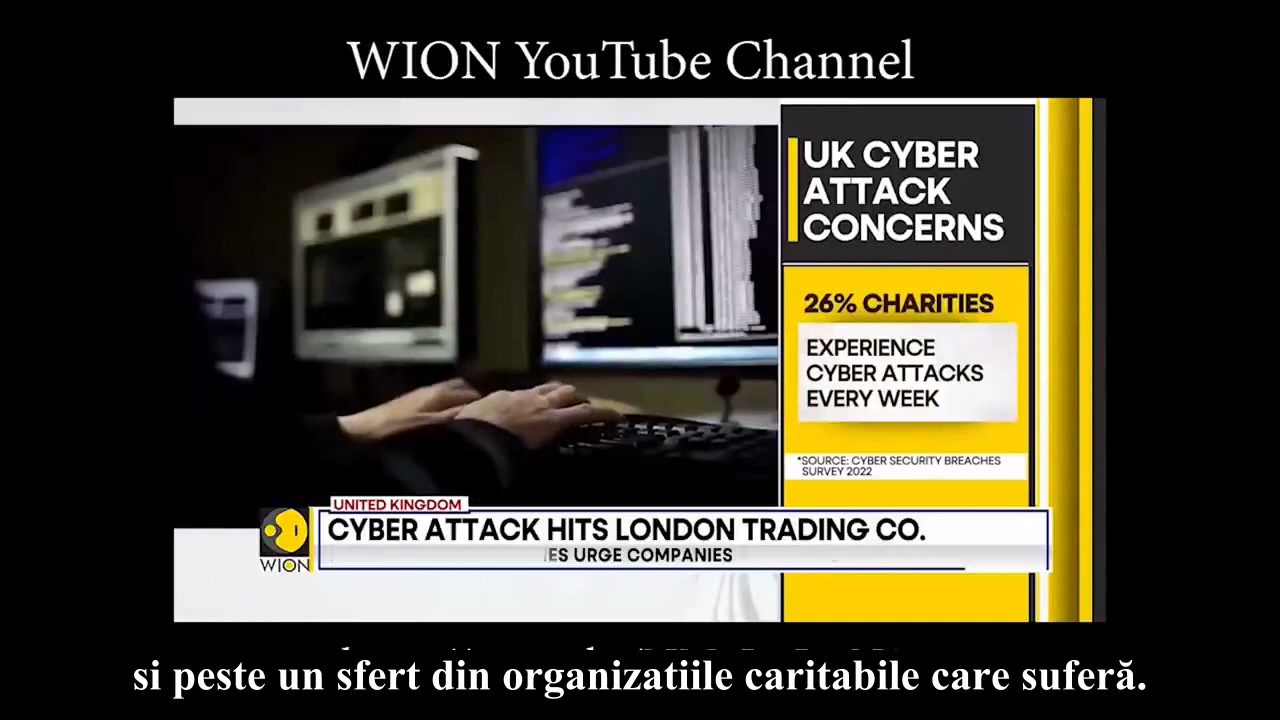 WION YouTube Channel
UK CYBER
ATTACK
CONCERNS
26% CHARITIES
EXPERIENCE
CYBER ATTACKS
EVERY WEEK
*SOURCE: CYBER SECURITY BREACHES
SURVEY 2022
UNITED KINGDOM
CYBER ATTACK HITS LONDON TRADING CO.
URGE COMPANIES
WION
si peste un sfert din organizatiile caritabile care suferă.